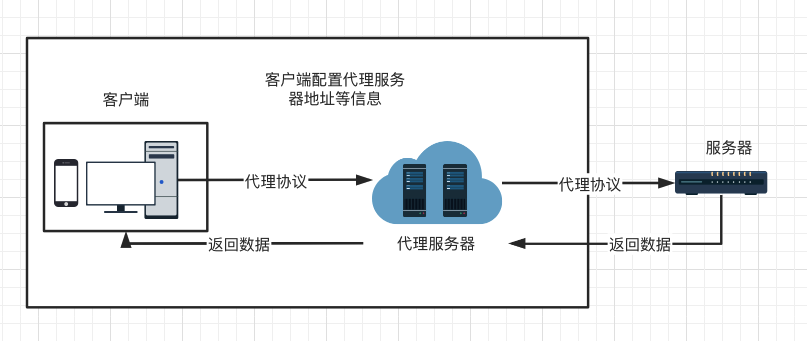 客户端配置代理服务
器地址等信息
客户端
服务器
代理协议
代理协议
代理服务器
返回数据
返回数据